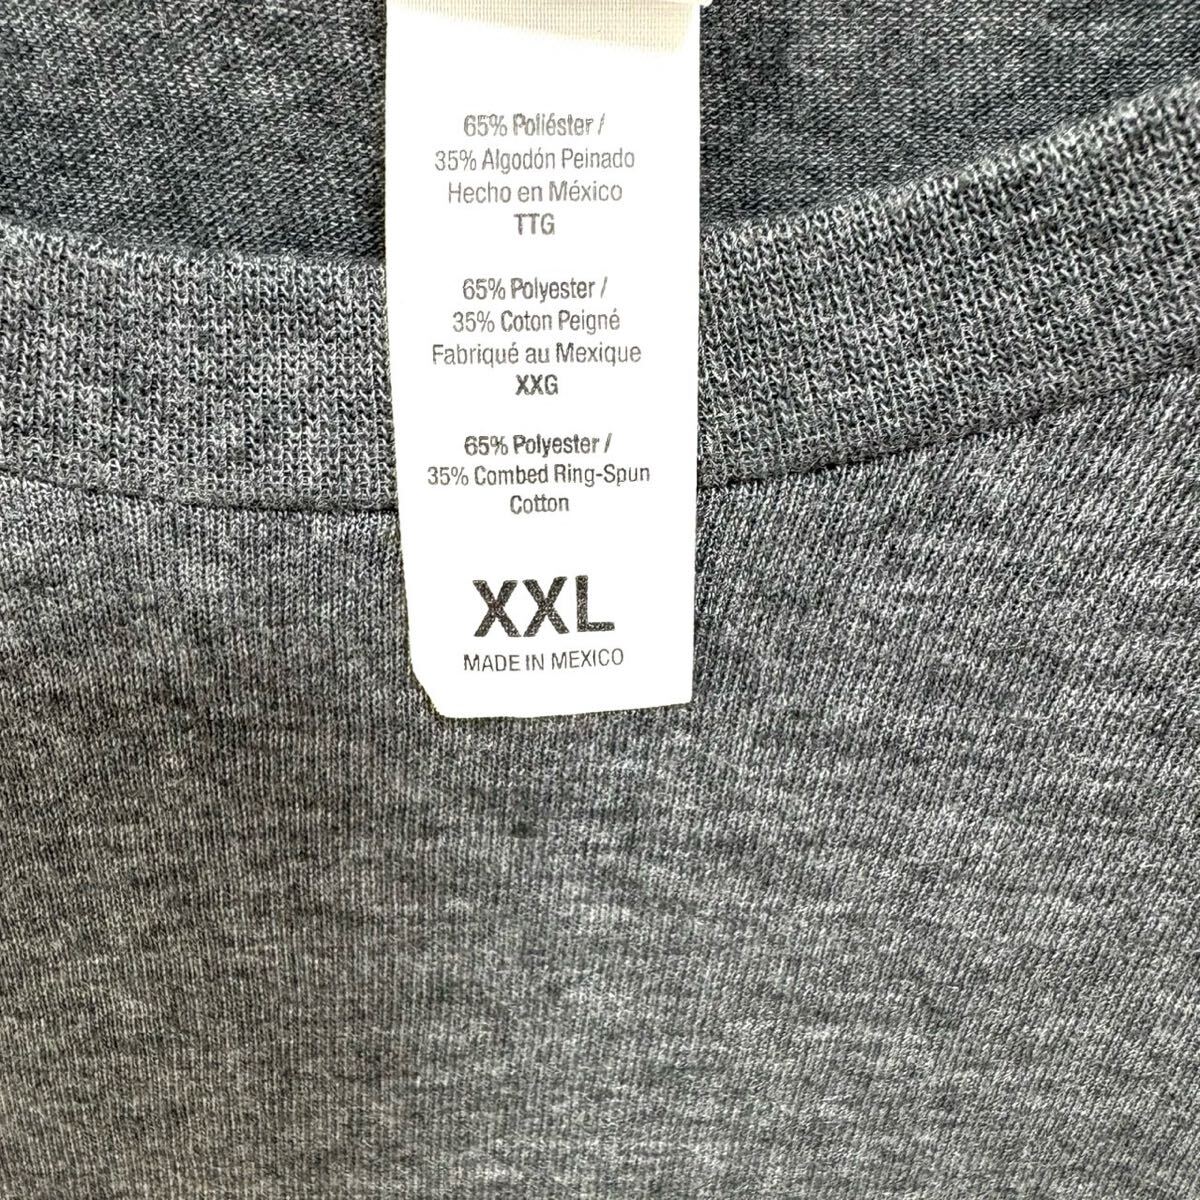 65% Poliéster /
35% Algodón Peinado
Hecho en México
TTG
65% Polyester /
35% Coton Peigné
Fabriqué au Mexique
XXG
65% Polyester /
35% Combed Ring-Spun
Cotton
XXL
MADE IN MEXICO